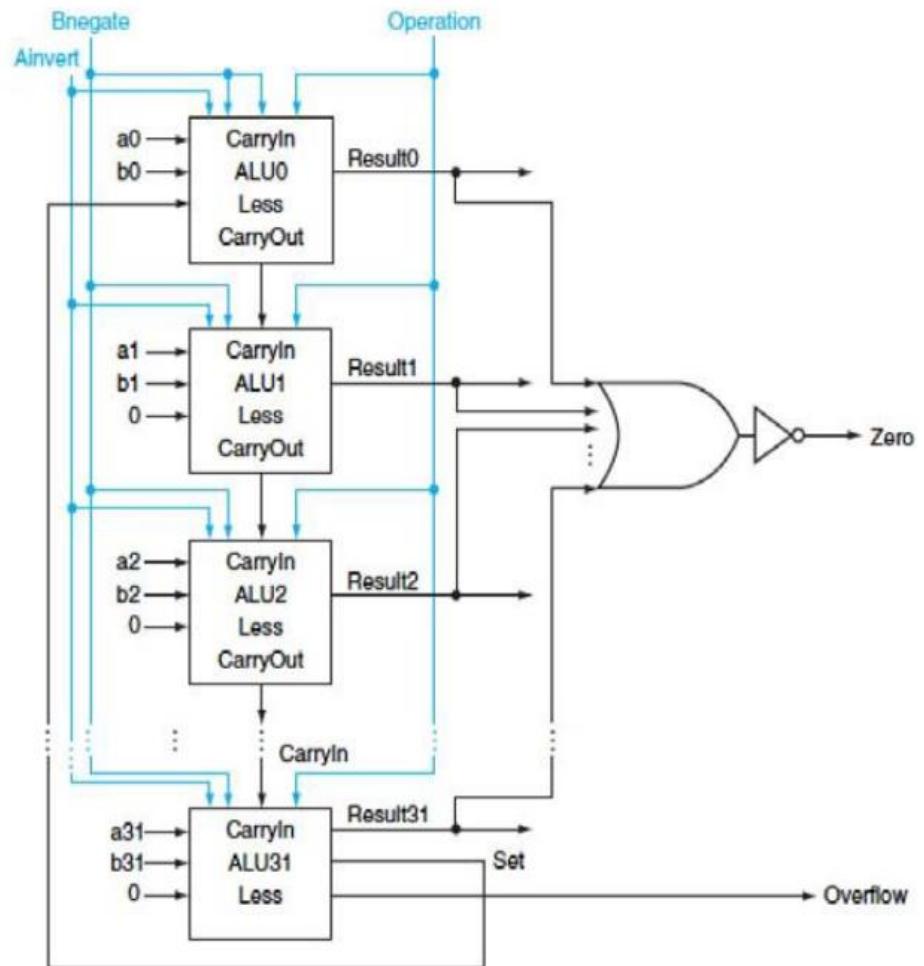 Bnegate
Operation
Ainvert
a0
b0
CarryIn
ALU0
Less
CarryOut
Result0
a1
b1
0
CarryIn
ALU1
Less
CarryOut
Result1
Zero
a2
b2
0
CarryIn
ALU2
Less
CarryOut
Result2
CarryIn
a31
b31
0
CarryIn
ALU31
Less
Result31
Set
Overflow